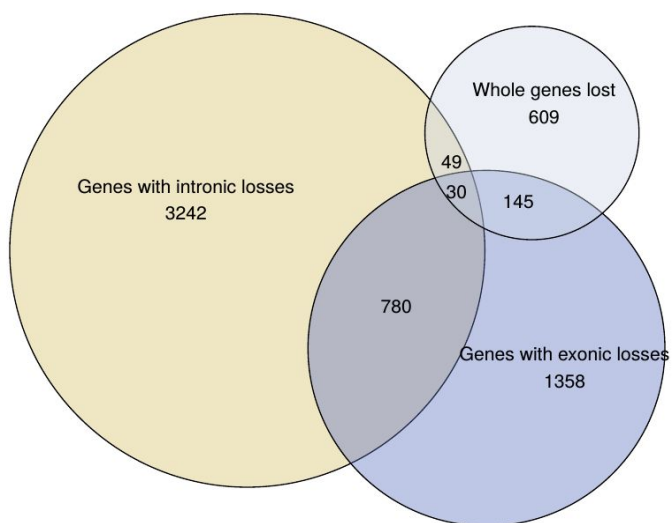 Whole genes lost
609
49
Genes with intronic losses
3242
30
145
780
Genes with exonic losses
1358